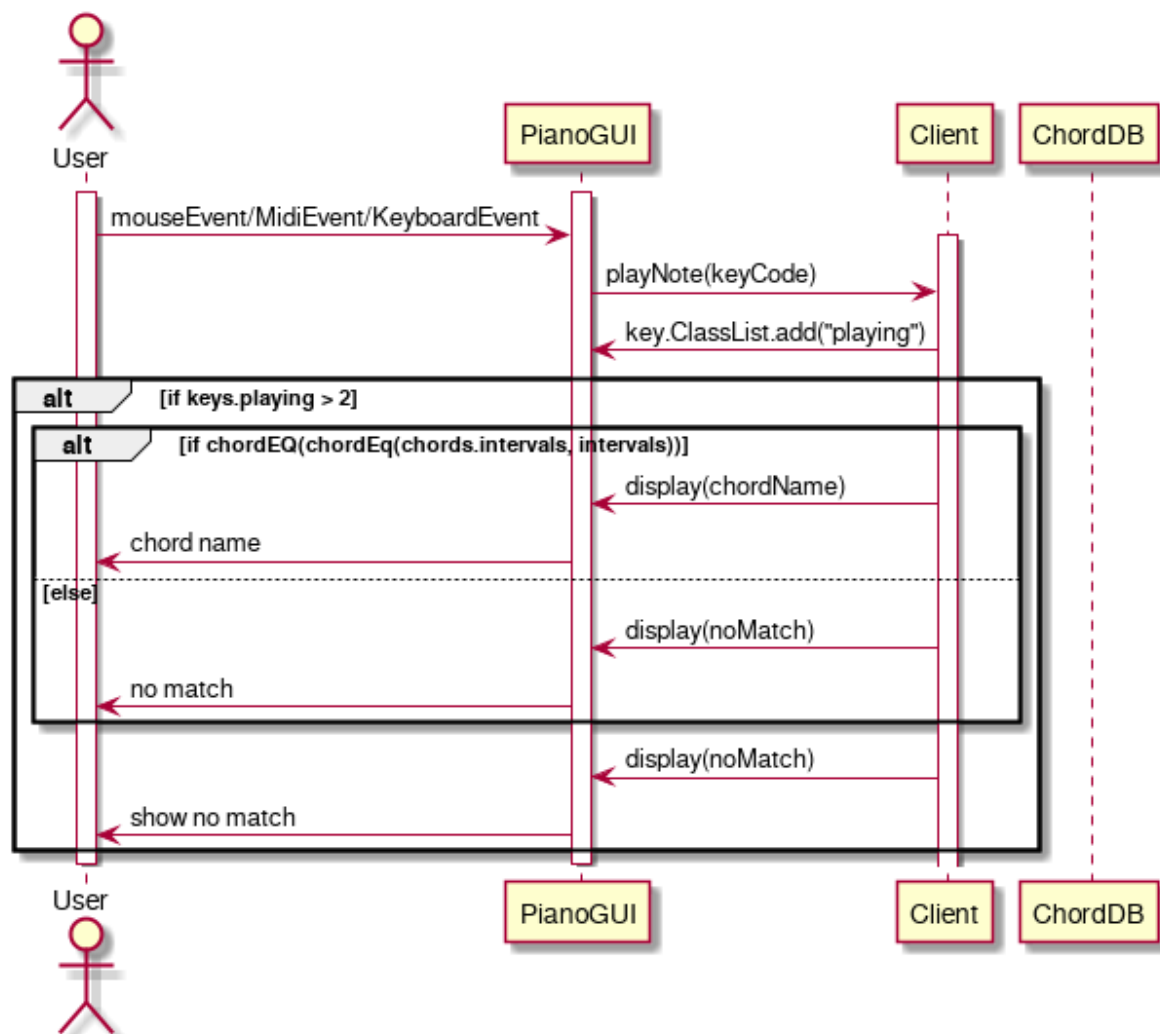 User
PianoGUI
Client
ChordDB
mouseEvent/MidiEvent/KeyboardEvent
playNote(keyCode)
key.ClassList.add("playing")
alt
[if keys.playing > 2]
alt
[if chordEQ(chordEq(chords.intervals, intervals))]
display(chordName)
chord name
[else]
display(noMatch)
no match
display(noMatch)
show no match
User
PianoGUI
Client
ChordDB